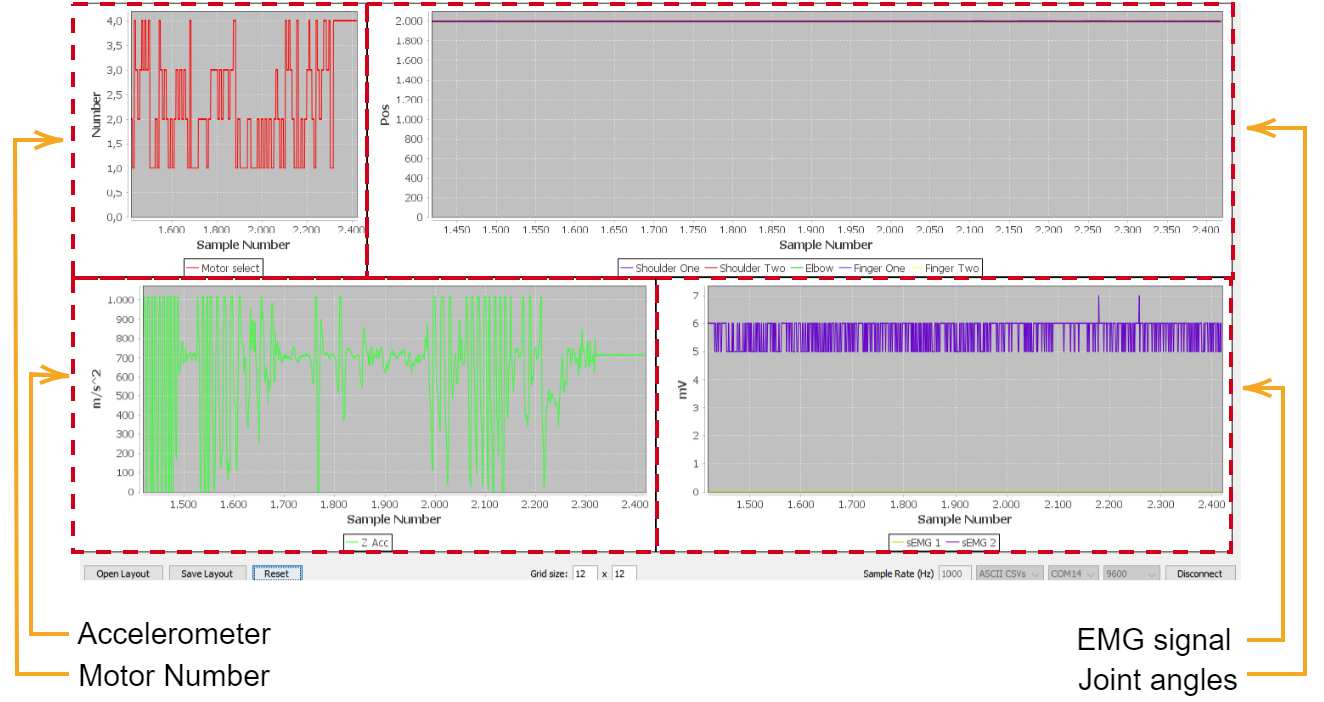 4,0
3,5
3,0
2,5
2,0
1,5
1,0
0,5
0,0
Number
1.600 1.800 2.000 2.200 2.400
Sample Number
Motor select
2.000
1.800
1.600
1.400
1.200
1.000
800
600
400
200
0
Pos
1.450 1.500 1.550 1.600 1.650 1.700 1.750 1.800 1.850 1.900 1.950 2.000 2.050 2.100 2.150 2.200 2.250 2.300 2.350 2.400
Sample Number
Shoulder One Shoulder Two Elbow Finger One Finger Two
1.000
900
800
700
600
500
400
300
200
100
0
m/s^2
1.500 1.600 1.700 1.800 1.900 2.000 2.100 2.200 2.300 2.400
Sample Number
Z Acc
7
6
5
4
3
2
1
0
mV
1.500 1.600 1.700 1.800 1.900 2.000 2.100 2.200 2.300 2.400
Sample Number
sEMG 1 sEMG 2
Open Layout Save Layout Reset Grid size: 12 x 12 Sample Rate (Hz) 1000 ASCII CSVs COM14 9600 Disconnect
Accelerometer
Motor Number
EMG signal
Joint angles